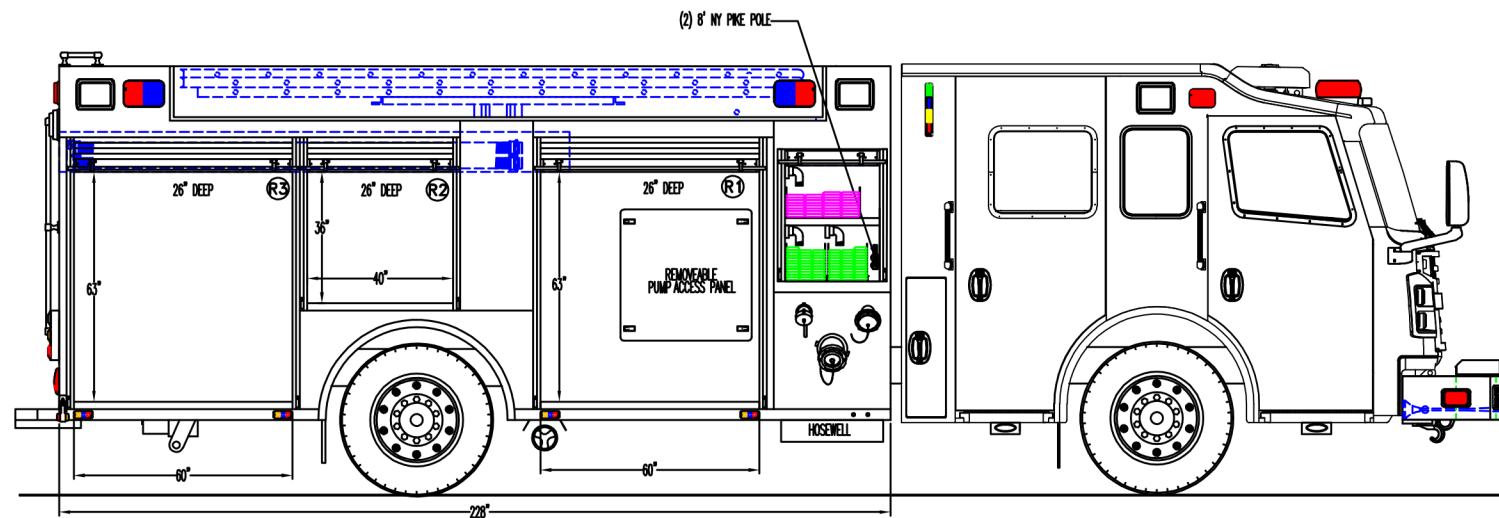 (2) 8' NY PIKE POLE
26" DEEP
R3
26" DEEP
R2
26" DEEP
R1
36"
40"
63"
63"
REMOVEABLE
PUMP ACCESS PANEL
HOSEWELL
60"
60"
228"